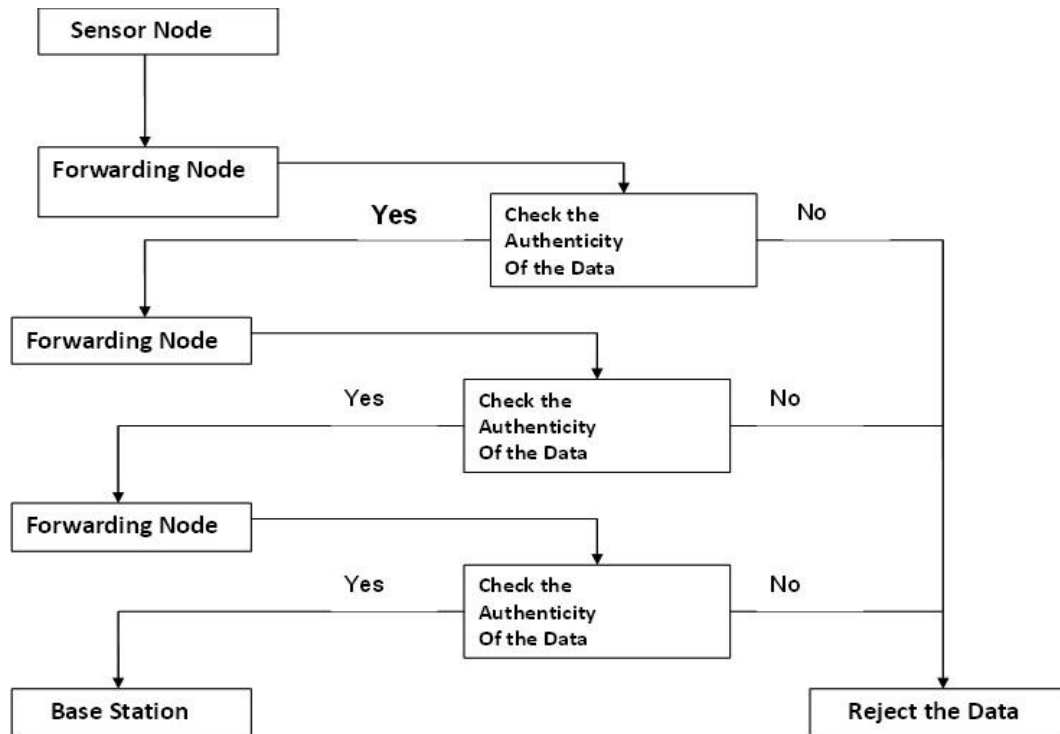 Sensor Node
Forwarding Node
Yes
Check the
Authenticity
Of the Data
No
Forwarding Node
Yes
Check the
Authenticity
Of the Data
No
Forwarding Node
Yes
Check the
Authenticity
Of the Data
No
Base Station
Reject the Data